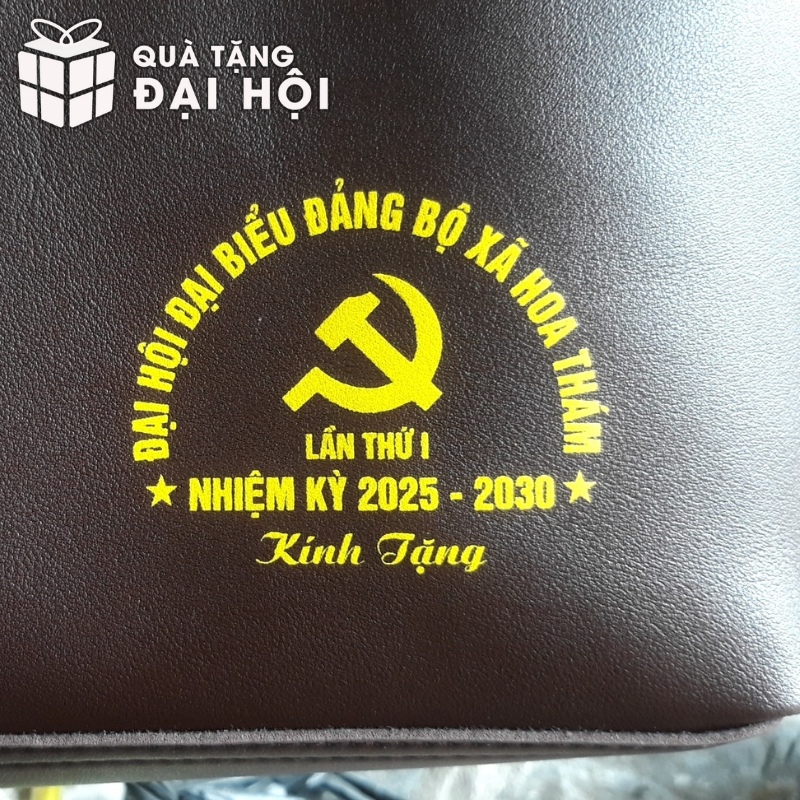 QUÀ TẶNG
ĐẠI HỘI
ĐẠI HỘI ĐẠI BIỂU ĐẢNG BỘ XÃ HOA THÁM
LẦN THỨ I
NHIỆM KỲ 2025 - 2030
Kính Tặng